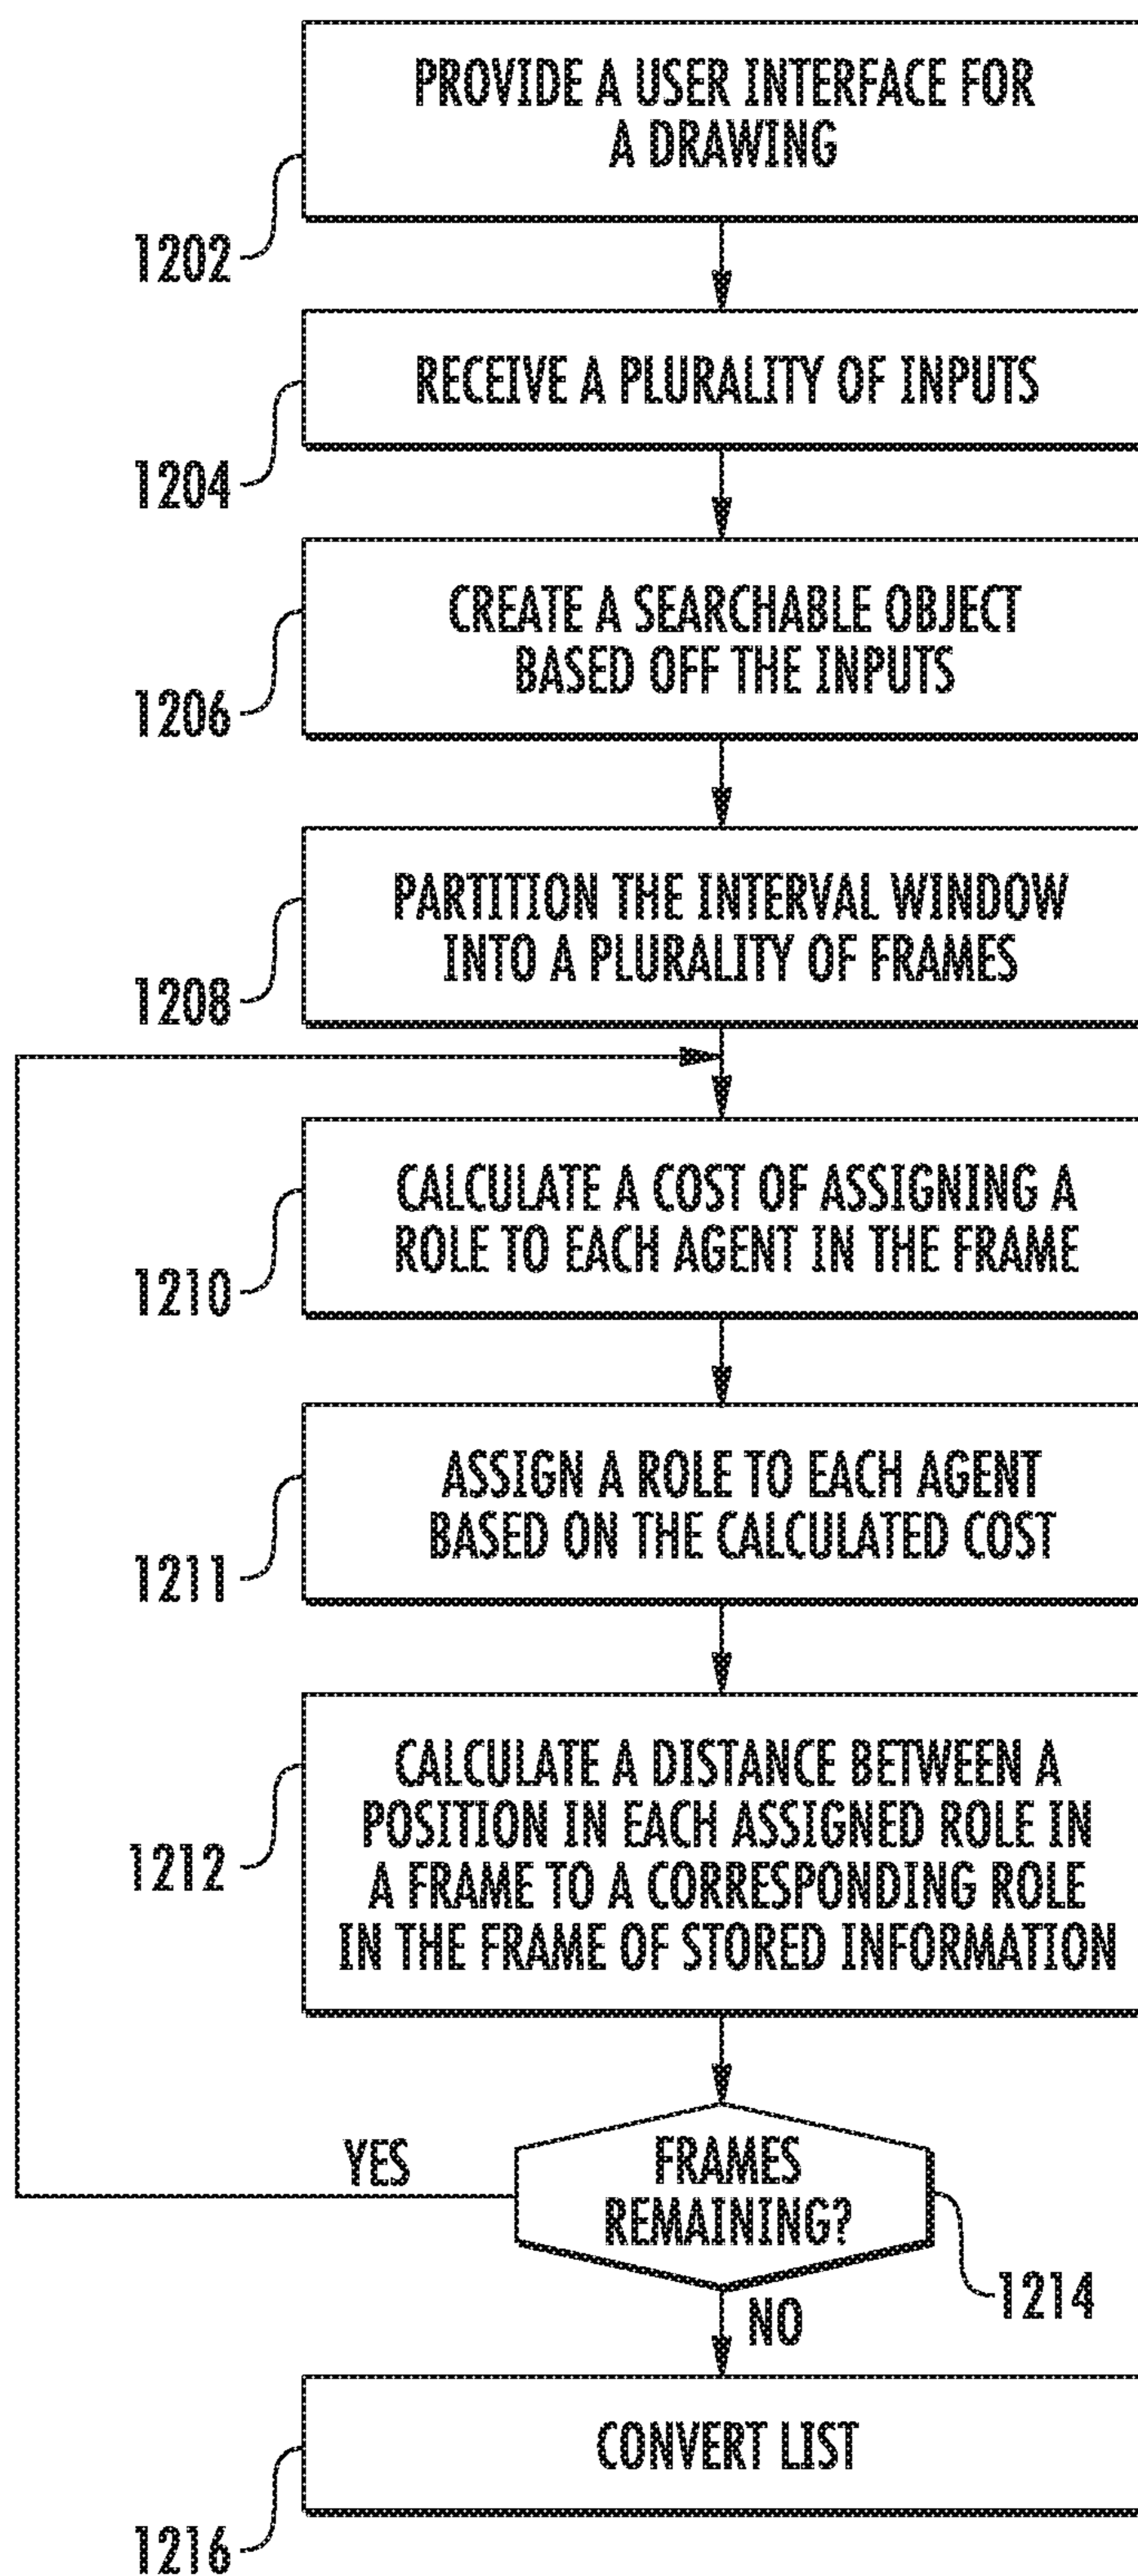 PROVIDE A USER INTERFACE FOR
A DRAWING
1202
RECEIVE A PLURALITY OF INPUTS
1204
CREATE A SEARCHABLE OBJECT
BASED OFF THE INPUTS
1206
PARTITION THE INTERVAL WINDOW
INTO A PLURALITY OF FRAMES
1208
CALCULATE A COST OF ASSIGNING A
ROLE TO EACH AGENT IN THE FRAME
1210
ASSIGN A ROLE TO EACH AGENT
BASED ON THE CALCULATED COST
1211
CALCULATE A DISTANCE BETWEEN A
POSITION IN EACH ASSIGNED ROLE IN
A FRAME TO A CORRESPONDING ROLE
IN THE FRAME OF STORED INFORMATION
1212
YES
FRAMES
REMAINING?
1214
NO
CONVERT LIST
1216